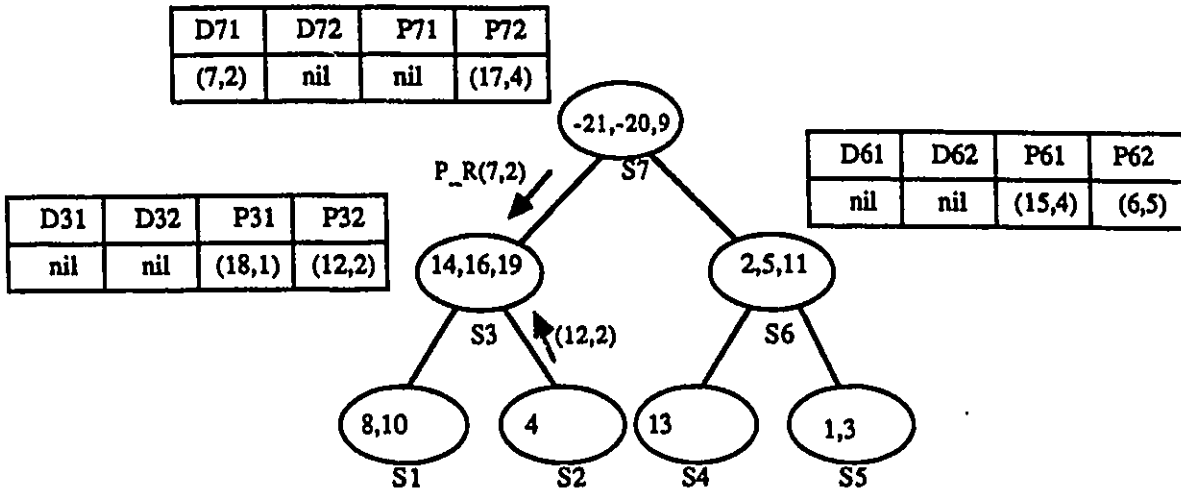 D71 D72 P71 P72
(7,2) nil nil (17,4)
-21,-20,9
S7
D61 D62 P61 P62
nil nil (15,4) (6,5)
P_R(7,2)
D31 D32 P31 P32
nil nil (18,1) (12,2)
14,16,19
S3
2,5,11
S6
(12,2)
8,10
S1
4
S2
13
S4
1,3
S5